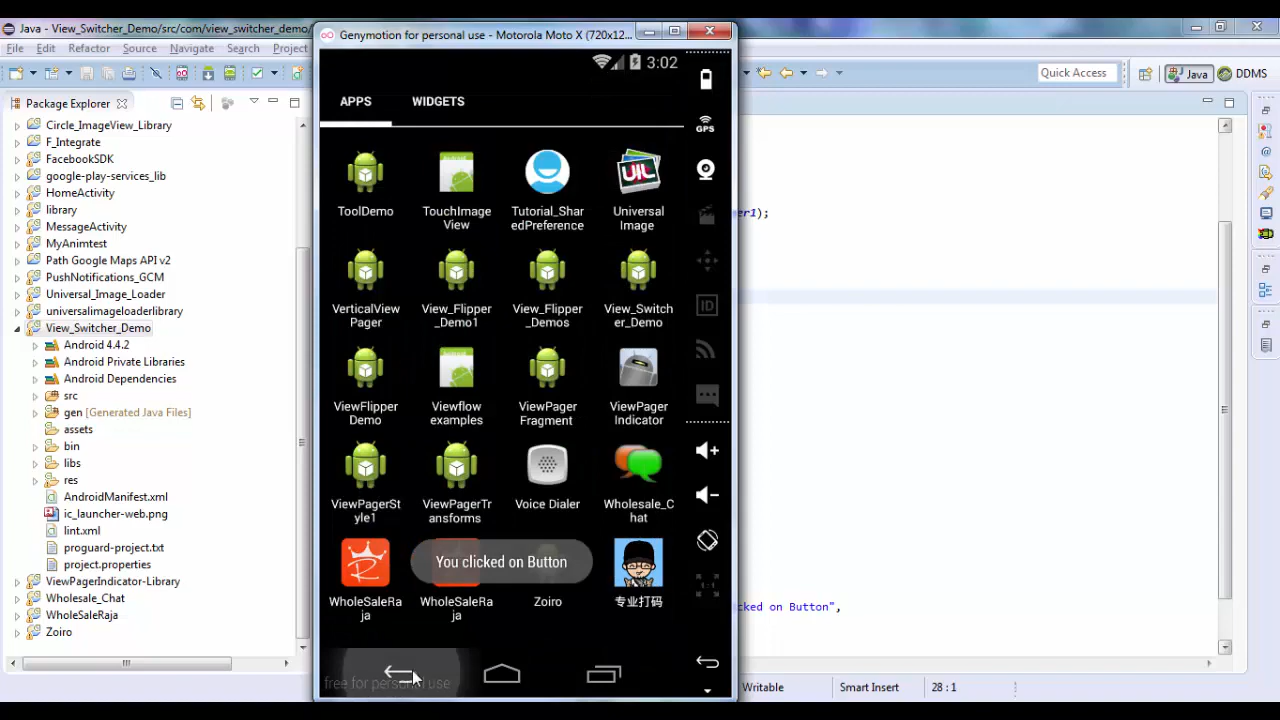 Java - View_Switcher_Demo/src/com/view_switcher_demo/
File Edit Refactor Source Navigate Search Project
Quick Access
Java
DDMS
Package Explorer
Circle_ImageView_Library
F_Integrate
FacebookSDK
google-play-services_lib
HomeActivity
library
MessageActivity
MyAnimtest
Path Google Maps API v2
PushNotifications_GCM
Universal_Image_Loader
universalimageloaderlibrary
View_Switcher_Demo
Android 4.4.2
Android Private Libraries
Android Dependencies
src
gen [Generated Java Files]
assets
bin
libs
res
AndroidManifest.xml
ic_launcher-web.png
lint.xml
proguard-project.txt
project.properties
ViewPagerIndicator-Library
Wholesale_Chat
WholeSaleRaja
Zoiro
Genymotion for personal use - Motorola Moto X (720x12...
3:02
APPS WIDGETS
ToolDemo
TouchImage
View
Tutorial_Shar
edPreference
UIL
Universal
Image
VerticalView
Pager
View_Flipper
_Demo1
View_Flipper
_Demos
View_Switch
er_Demo
ViewFlipper
Demo
Viewflow
examples
ViewPager
Fragment
ViewPager
Indicator
ViewPagerSt
yle1
ViewPagerTr
ansforms
Voice Dialer
Wholesale_C
hat
WholeSaleRa
ja
WholeSaleRa
ja
Zoiro
专业打码
You clicked on Button
free for personal use
GPS
ID
1:1
er1);
cked on Button",
Writable
Smart Insert
28 : 1